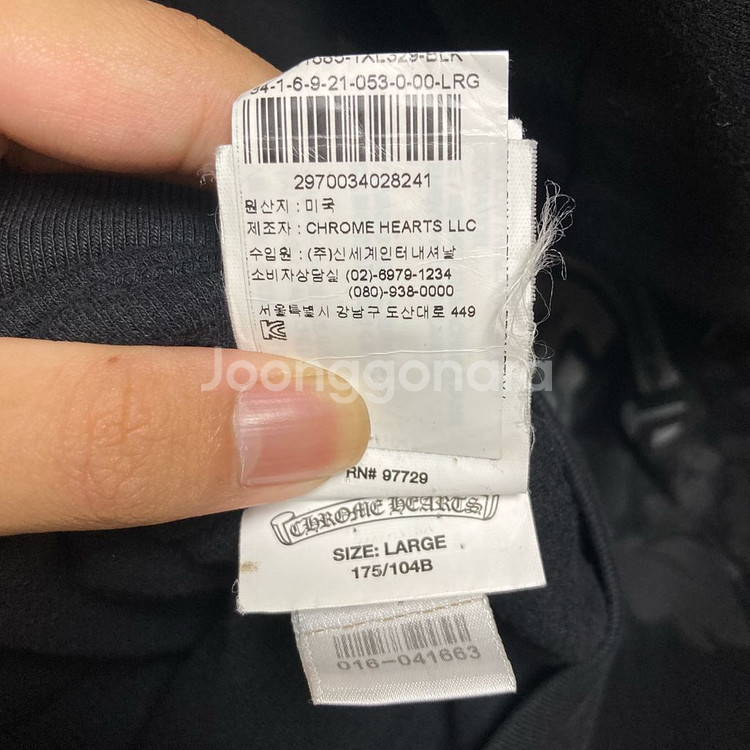 94-1-6-9-21-053-0-00-LRG
2970034028241
원산지 : 미국
제조자 : CHROME HEARTS LLC
수입원 : (주)신세계인터내셔날
소비자상담실 (02)-6979-1234
(080)-938-0000
서울특별시 강남구 도산대로 449
Joonggonara
RN# 97729
CHROME HEARTS
SIZE: LARGE
175/104B
016-041663